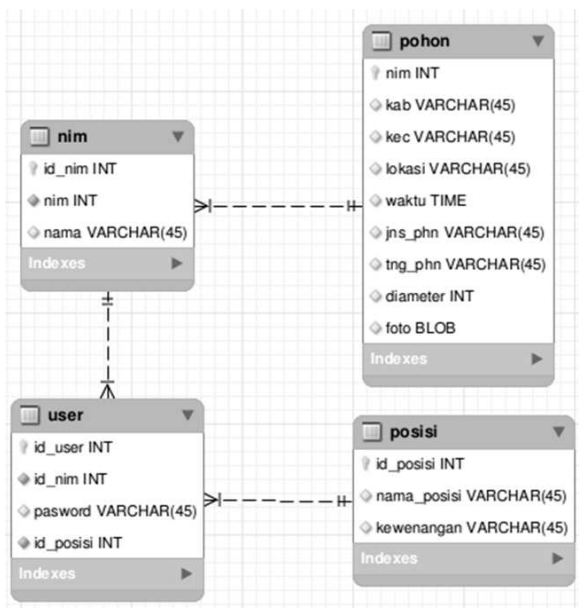 nim
id_nim INT
nim INT
nama VARCHAR(45)
Indexes
pohon
nim INT
kab VARCHAR(45)
kec VARCHAR(45)
lokasi VARCHAR(45)
waktu TIME
jns_phn VARCHAR(45)
tng_phn VARCHAR(45)
diameter INT
foto BLOB
Indexes
user
id_user INT
id_nim INT
pasword VARCHAR(45)
id_posisi INT
Indexes
posisi
id_posisi INT
nama_posisi VARCHAR(45)
kewenangan VARCHAR(45)
Indexes